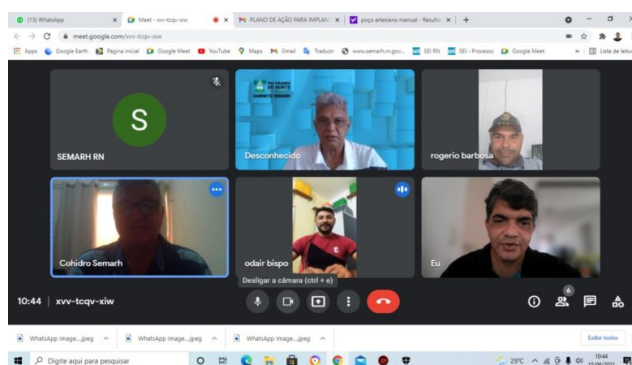 (13) WhatsApp
Meet - xvv-tcqv-xiw
PLANO DE AÇÃO PARA IMPLAN
poço artesiano manual - Resulta
meet.google.com/xvv-tcqv-xiw
Apps
Google Earth
Página inicial
Google Meet
YouTube
Maps
Gmail
Traduzir
www.semarh.rn.gov...
SEI RN
SEI - Processos
Google Meet
Lista de leitu
S
SEMARH RN
Desconhecido
rogerio barbosa
Cohidro Semarh
odair bispo
Eu
Desligar a câmara (ctrl + e)
10:44 | xvv-tcqv-xiw
6
WhatsApp Image...jpeg
WhatsApp Image...jpeg
WhatsApp Image...jpeg
Exibir todos
Digite aqui para pesquisar
25°C
10:44